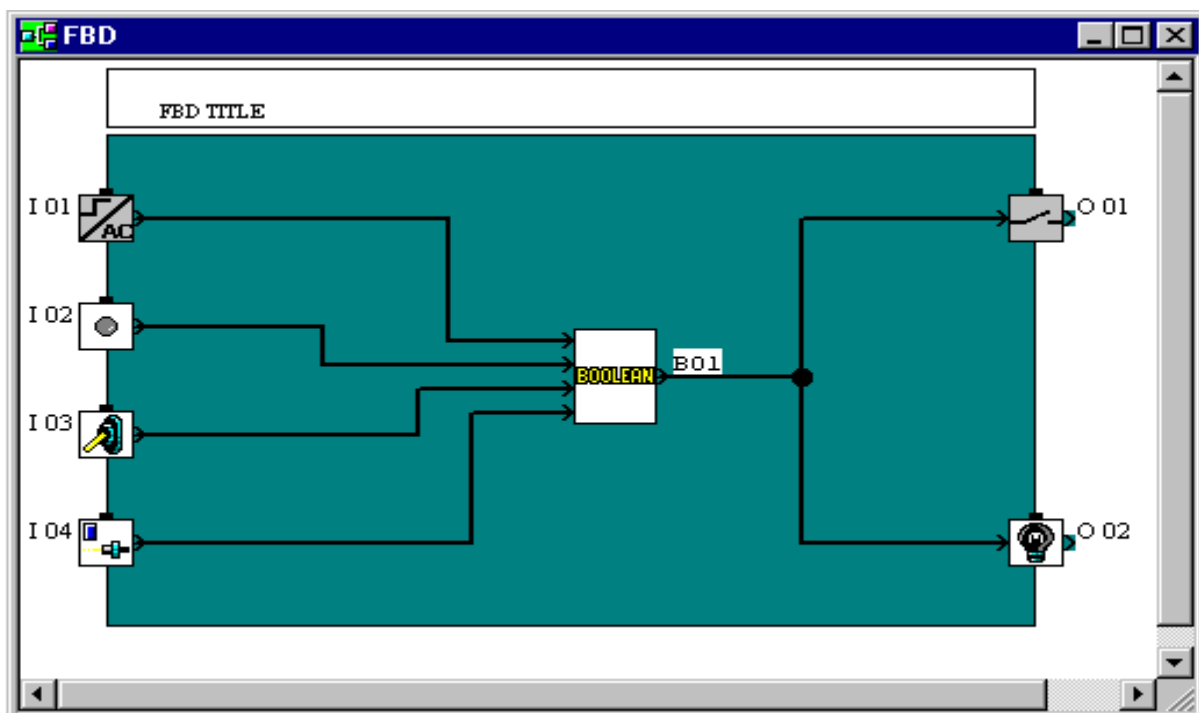 FBD
FBD TITLE
I 01
AC
O 01
I 02
BOOLEAN
B01
I 03
I 04
O 02